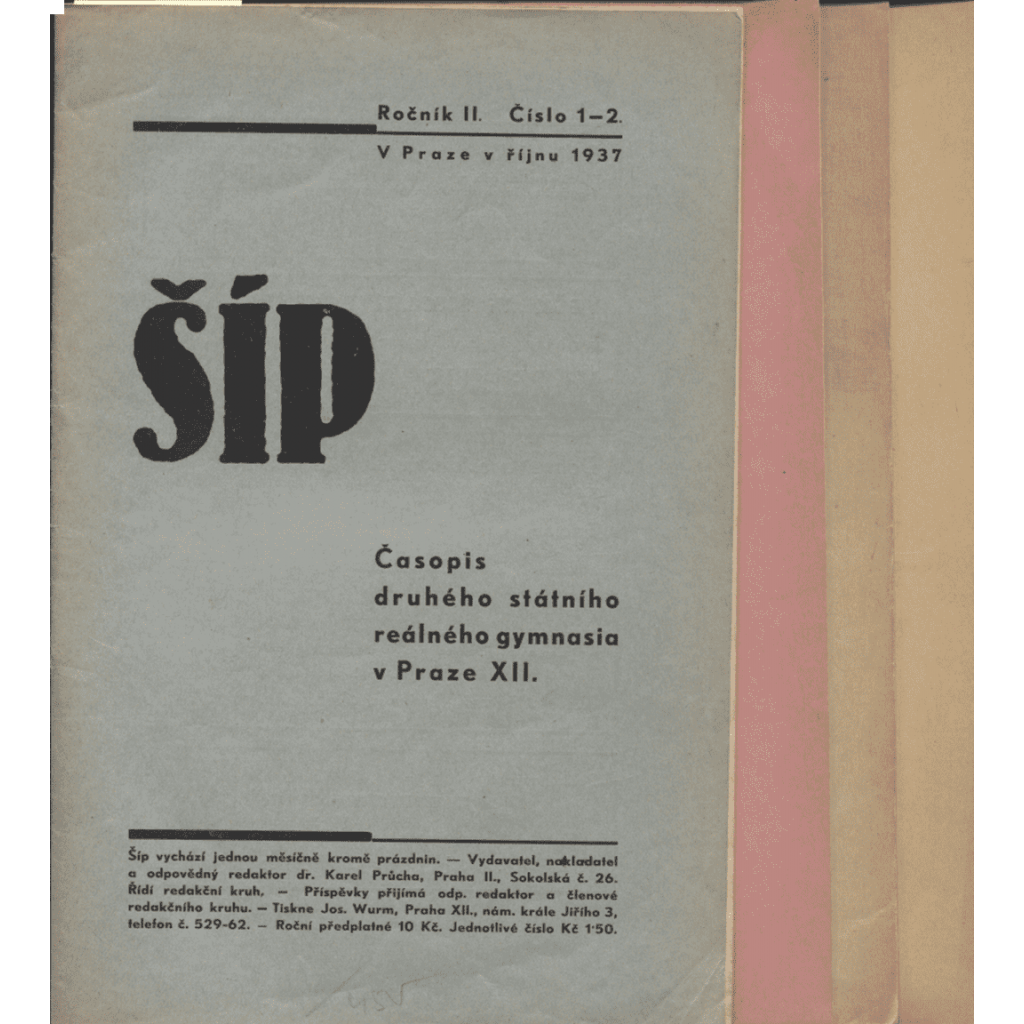 Ročník II. Číslo 1–2.
V Praze v říjnu 1937
ŠÍP
Časopis
druhého státního
reálného gymnasia
v Praze XII.
Šíp vychází jednou měsíčně kromě prázdnin. — Vydavatel, nakladatel
a odpovědný redaktor dr. Karel Průcha, Praha II., Sokolská č. 26.
Řídí redakční kruh. — Příspěvky přijímá odp. redaktor a členové
redakčního kruhu. — Tiskne Jos. Wurm, Praha XII., nám. krále Jiřího 3,
telefon č. 529-62. — Roční předplatné 10 Kč. Jednotlivé číslo Kč 1·50.